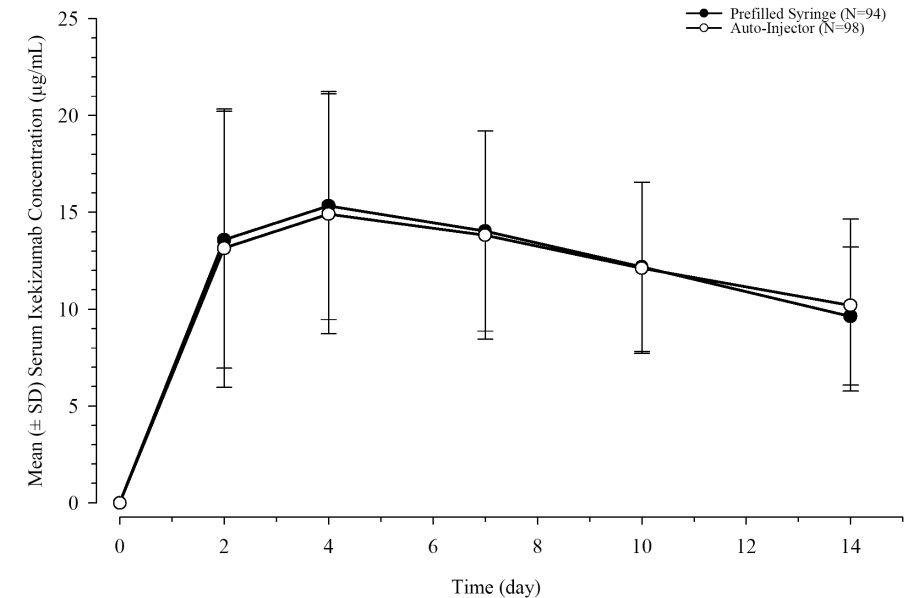 Prefilled Syringe (N=94)
Auto-Injector (N=98)
Mean (± SD) Serum Ixekizumab Concentration (µg/mL)
25
20
15
10
5
0
0 2 4 6 8 10 12 14
Time (day)